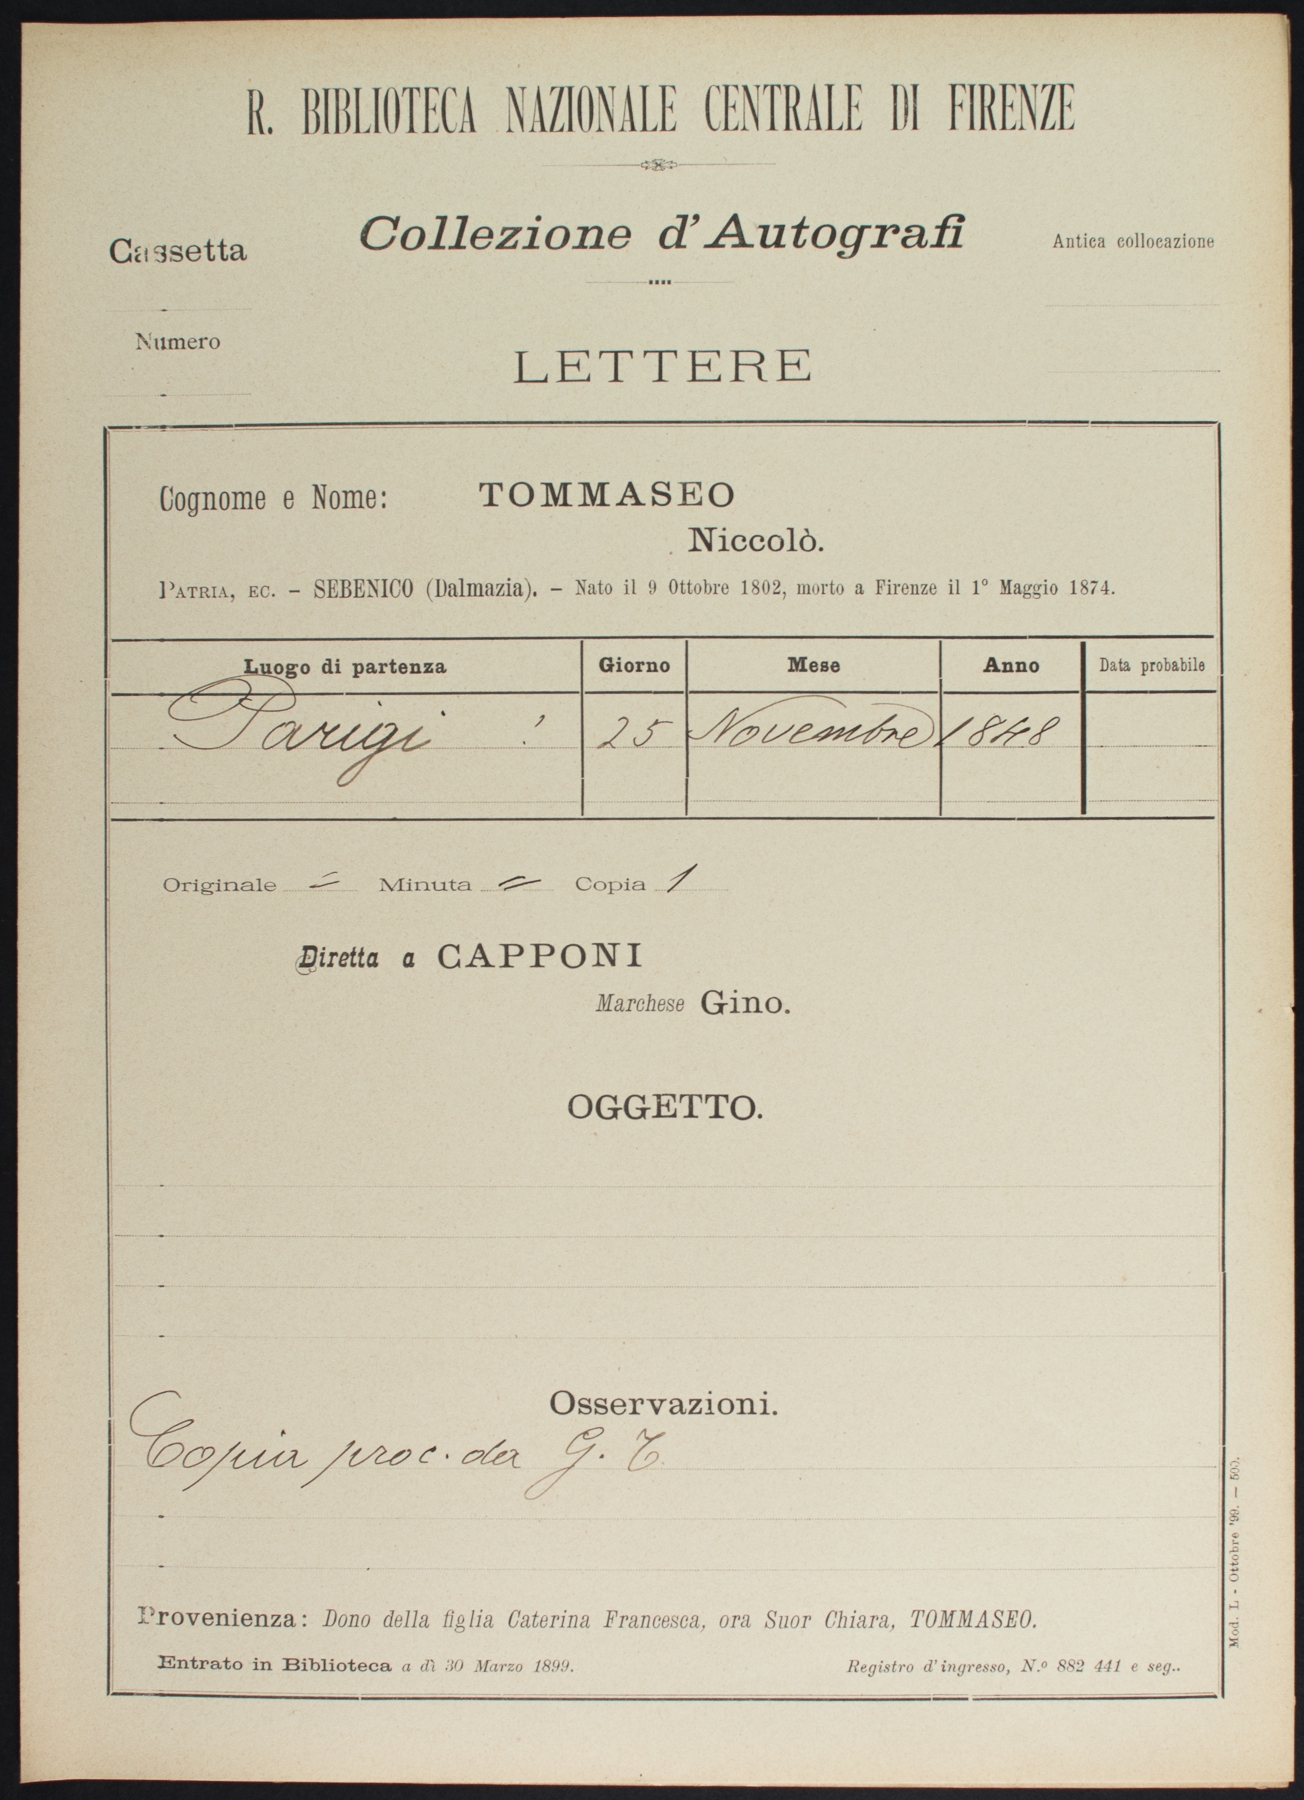 R. BIBLIOTECA NAZIONALE CENTRALE DI FIRENZE
Collezione d'Autografi
Cassetta
Antica collocazione
Numero
LETTERE
Cognome e Nome: TOMMASEO
Niccolò.
PATRIA, EC. – SEBENICO (Dalmazia). – Nato il 9 Ottobre 1802, morto a Firenze il 1° Maggio 1874.
Luogo di partenza Giorno Mese Anno Data probabile
Parigi 25 Novembre 1848
Originale = Minuta = Copia 1
Diretta a CAPPONI
Marchese Gino.
OGGETTO.
Osservazioni.
Copia proc. da G. T.
Provenienza: Dono della figlia Caterina Francesca, ora Suor Chiara, TOMMASEO.
Entrato in Biblioteca a dì 30 Marzo 1899. Registro d'ingresso, N.° 882 441 e seg..
Mod. L - Ottobre '99. — 500.